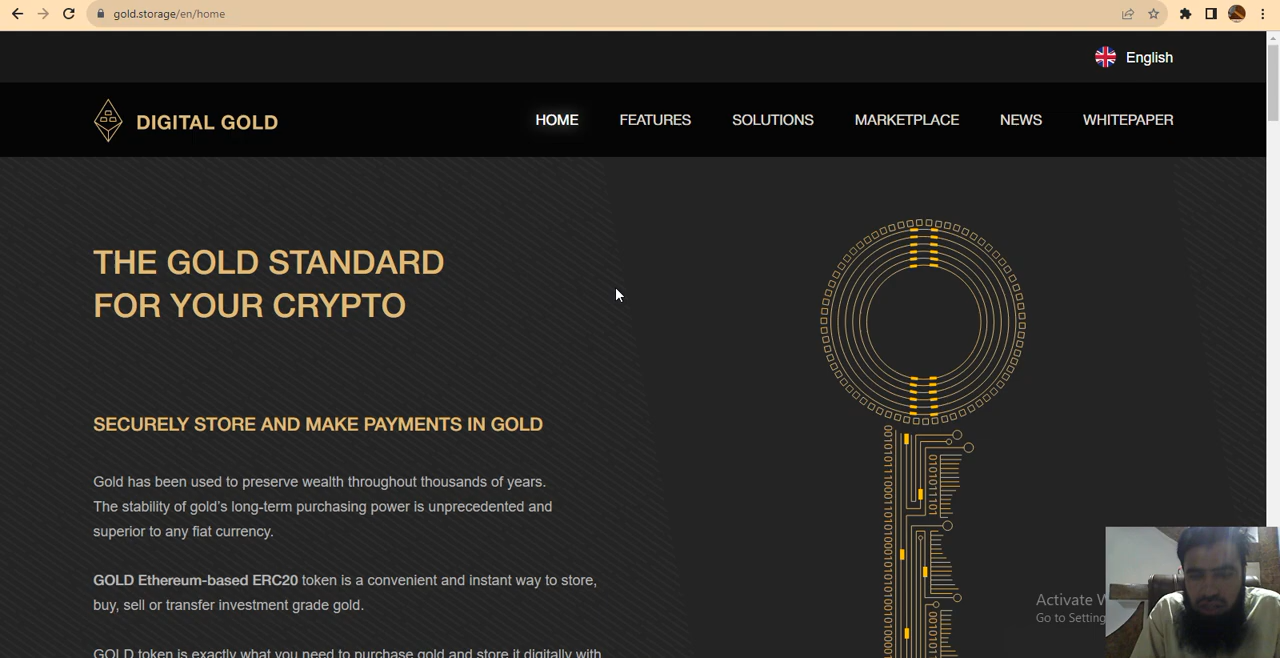 gold.storage/en/home
English
DIGITAL GOLD
HOME
FEATURES
SOLUTIONS
MARKETPLACE
NEWS
WHITEPAPER
THE GOLD STANDARD
FOR YOUR CRYPTO
SECURELY STORE AND MAKE PAYMENTS IN GOLD
Gold has been used to preserve wealth throughout thousands of years.
The stability of gold’s long-term purchasing power is unprecedented and
superior to any fiat currency.
GOLD Ethereum-based ERC20 token is a convenient and instant way to store,
buy, sell or transfer investment grade gold.
GOLD token is exactly what you need to purchase gold and store it digitally with
Activate W
Go to Setting